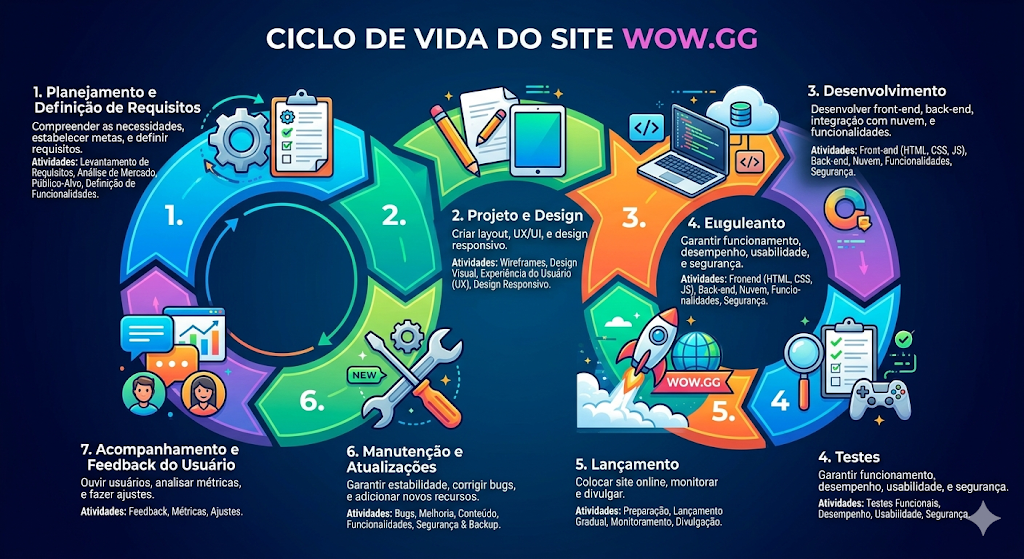 CICLO DE VIDA DO SITE WOW.GG
1. Planejamento e
Definição de Requisitos
Compreender as necessidades,
estabelecer metas, e definir
requisitos.
Atividades: Levantamento de
Requisitos, Análise de Mercado,
Público-Alvo, Definição de
Funcionalidades.
1.
2.
2. Projeto e Design
Criar layout, UX/UI, e design
responsivo.
Atividades: Wireframes, Design
Visual, Experiência do Usuário
(UX), Design Responsivo.
</>
</>
3.
3. Desenvolvimento
Desenvolver front-end, back-end,
integração com nuvem, e
funcionalidades.
Atividades: Front-and (HTML, CSS, JS),
Back-end, Nuvem, Funcionalidades,
Segurança.
4. Euguleanto
Garantir funcionamento,
desempenho, usabilidade,
e segurança.
Atividades: Fronend (HTML, CSS,
JS), Back-end, Nuvem, Funcio-
nalidades, Segurança.
NEW
6.
WOW.GG
5.
4
7. Acompanhamento e
Feedback do Usuário
Ouvir usuários, analisar métricas,
e fazer ajustes.
Atividades: Feedback, Métricas, Ajustes.
6. Manutenção e
Atualizações
Garantir estabilidade, corrigir bugs,
e adicionar novos recursos.
Atividades: Bugs, Melhoria, Conteúdo,
Funcionalidades, Segurança & Backup.
5. Lançamento
Colocar site online, monitorar
e divulgar.
Atividades: Preparação, Lançamento
Gradual, Monitoramento, Divulgação.
4. Testes
Garantir funcionamento,
desempenho, usabilidade, e segurança.
Atividades: Testes Funcionais,
Desempenho, Usabilidade, Segurança